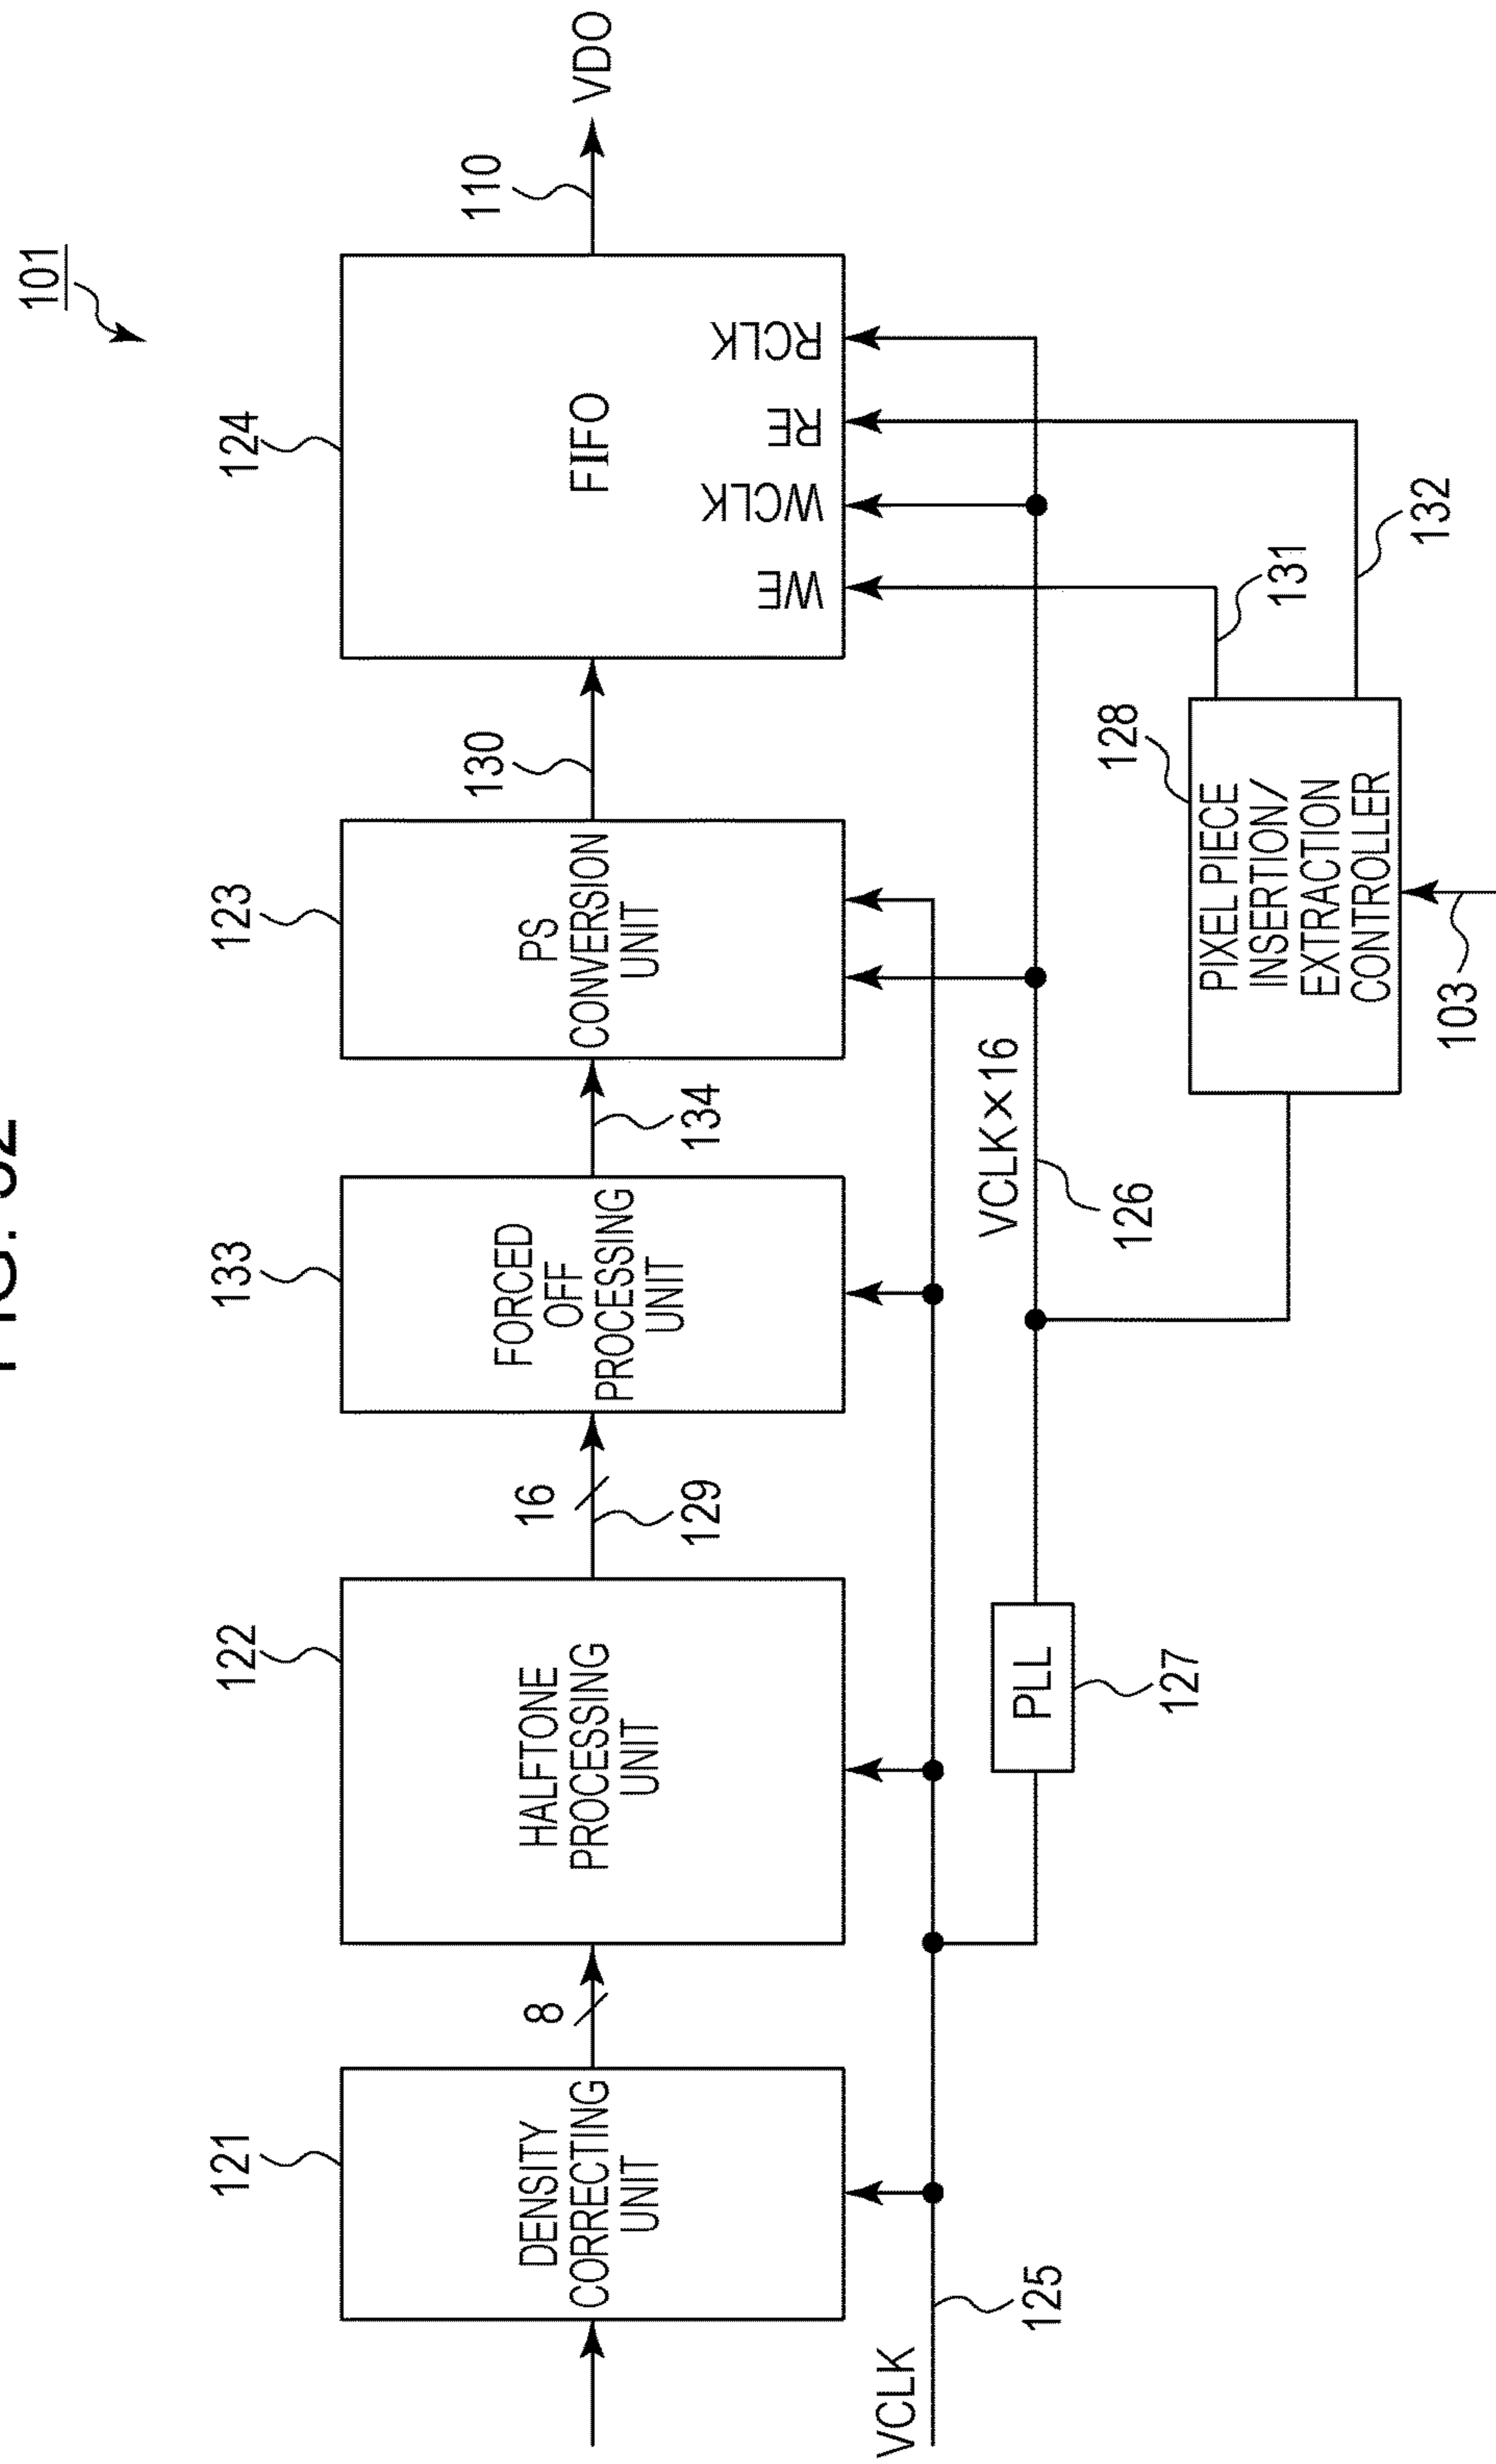 101
121
DENSITY
CORRECTING
UNIT
8
122
HALFTONE
PROCESSING
UNIT
16
129
133
FORCED
OFF
PROCESSING
UNIT
134
123
PS
CONVERSION
UNIT
130
124
FIFO
WE
WCLK
RE
RCLK
110
VDO
VCLK
125
PLL
127
VCLK×16
126
128
PIXEL PIECE
INSERTION/
EXTRACTION
CONTROLLER
103
131
132